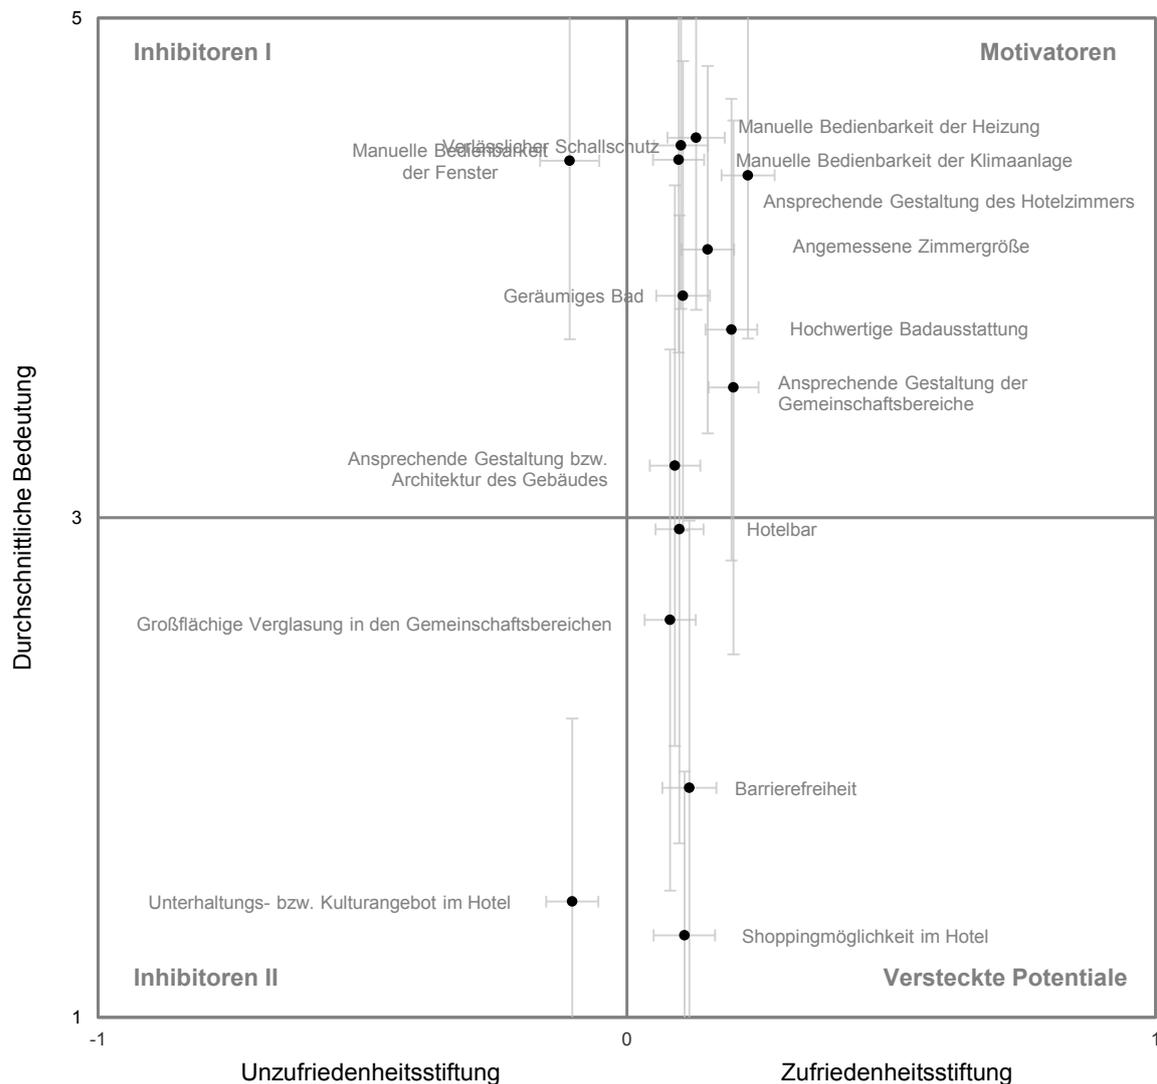 5
Inhibitoren I
Motivatoren
Manuelle Bedienbarkeit der Heizung
Verlässlicher Schallschutz
Manuelle Bedienbarkeit
der Fenster
Manuelle Bedienbarkeit der Klimaanlage
Ansprechende Gestaltung des Hotelzimmers
Angemessene Zimmergröße
Geräumiges Bad
Hochwertige Badausstattung
Ansprechende Gestaltung der
Gemeinschaftsbereiche
Ansprechende Gestaltung bzw.
Architektur des Gebäudes
Durchschnittliche Bedeutung
3
Hotelbar
Großflächige Verglasung in den Gemeinschaftsbereichen
Barrierefreiheit
Unterhaltungs- bzw. Kulturangebot im Hotel
Shoppingmöglichkeit im Hotel
Inhibitoren II
Versteckte Potentiale
1
-1
0
1
Unzufriedenheitsstiftung
Zufriedenheitsstiftung